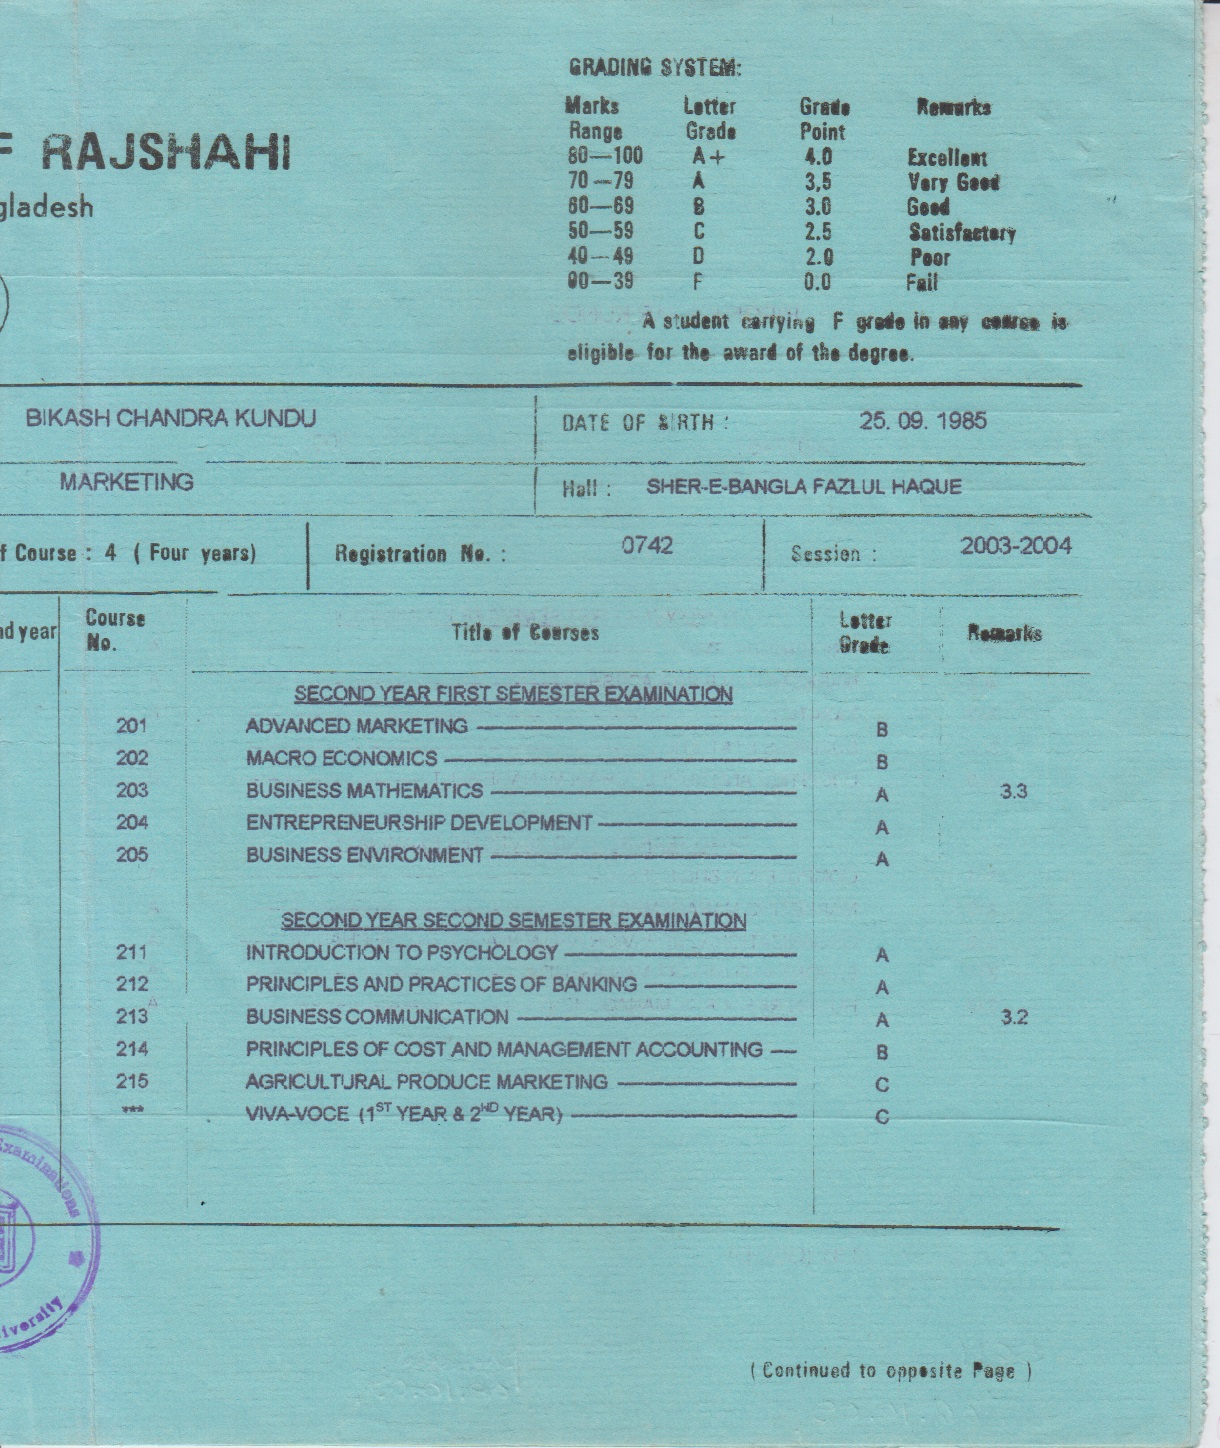 GRADING SYSTEM:
Marks Range Letter Grade Grade Point Remarks
80—100 A+ 4.0 Excellent
70—79 A 3.5 Very Good
60—69 B 3.0 Good
50—59 C 2.5 Satisfactory
40—49 D 2.0 Poor
00—39 F 0.0 Fail
A student carrying F grade in any course is
eligible for the award of the degree.
F RAJSHAHI
gladesh
BIKASH CHANDRA KUNDU DATE OF BIRTH : 25. 09. 1985
MARKETING Hall : SHER-E-BANGLA FAZLUL HAQUE
f Course : 4 ( Four years) Registration No. : 0742 Session : 2003-2004
nd year Course No. Title of Courses Letter Grade Remarks
SECOND YEAR FIRST SEMESTER EXAMINATION
201 ADVANCED MARKETING B
202 MACRO ECONOMICS B
203 BUSINESS MATHEMATICS A 3.3
204 ENTREPRENEURSHIP DEVELOPMENT A
205 BUSINESS ENVIRONMENT A
SECOND YEAR SECOND SEMESTER EXAMINATION
211 INTRODUCTION TO PSYCHOLOGY A
212 PRINCIPLES AND PRACTICES OF BANKING A
213 BUSINESS COMMUNICATION A 3.2
214 PRINCIPLES OF COST AND MANAGEMENT ACCOUNTING B
215 AGRICULTURAL PRODUCE MARKETING C
*** VIVA-VOCE (1ST YEAR & 2ND YEAR) C
Examinations
iversity
( Continued to opposite Page )